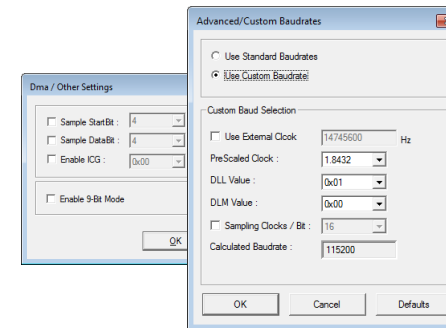 Advanced/Custom Baudrates
Use Standard Baudrates
Use Custom Baudrate
Custom Baud Selection
Use External Clcok 14745600 Hz
PreScaled Clock : 1.8432
DLL Value : 0x01
DLM Value : 0x00
Sampling Clocks / Bit : 16
Calculated Baudrate : 115200
OK Cancel Defaults
Dma / Other Settings
Sample StartBit : 4
Sample DataBit : 4
Enable ICG : 0x00
Enable 9-Bit Mode
OK